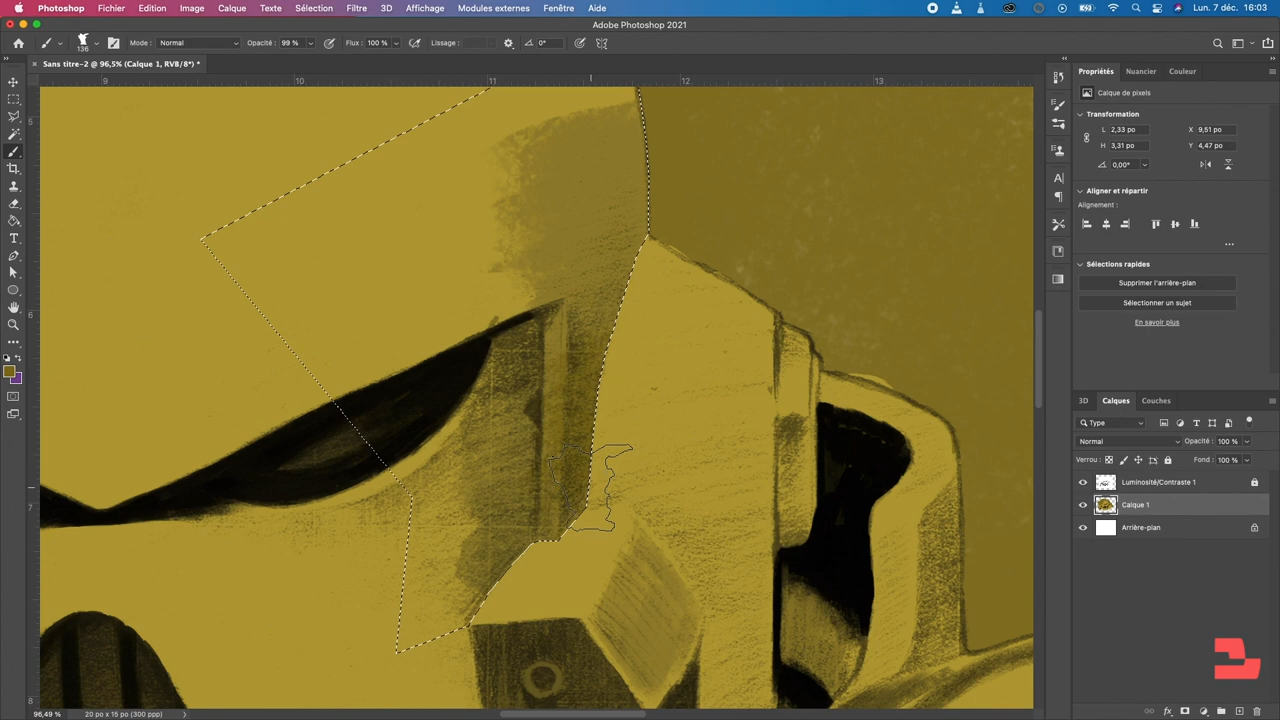 Photoshop Fichier Edition Image Calque Texte Sélection Filtre 3D Affichage Modules externes Fenêtre Aide Lun. 7 déc. 16:03
Adobe Photoshop 2021
136 Mode : Normal Opacité : 99 % Flux : 100 % Lissage : 0°
× Sans titre-2 @ 96,5% (Calque 1, RVB/8*) *
9 10 11 12 13
5
6
7
8
Propriétés Nuancier Couleur
Calque de pixels
Transformation
L 2,33 po X 9,51 po
H 3,31 po Y 4,47 po
0,00°
Aligner et répartir
Alignement :
Sélections rapides
Supprimer l'arrière-plan
Sélectionner un sujet
En savoir plus
3D Calques Couches
Type
Normal Opacité : 100 %
Verrou : Fond : 100 %
Luminosité/Contraste 1
Calque 1
Arrière-plan
96,49 % 20 po x 15 po (300 ppp)